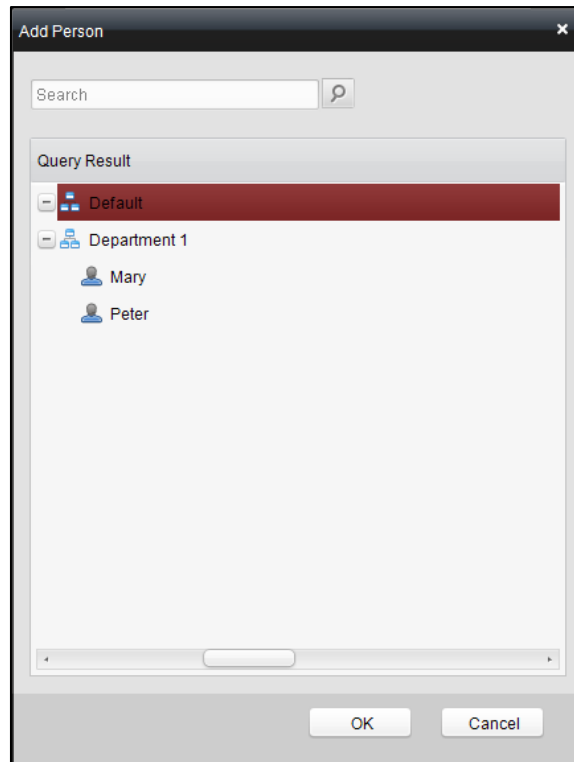 Add Person
Search
Query Result
Default
Department 1
Mary
Peter
OK
Cancel